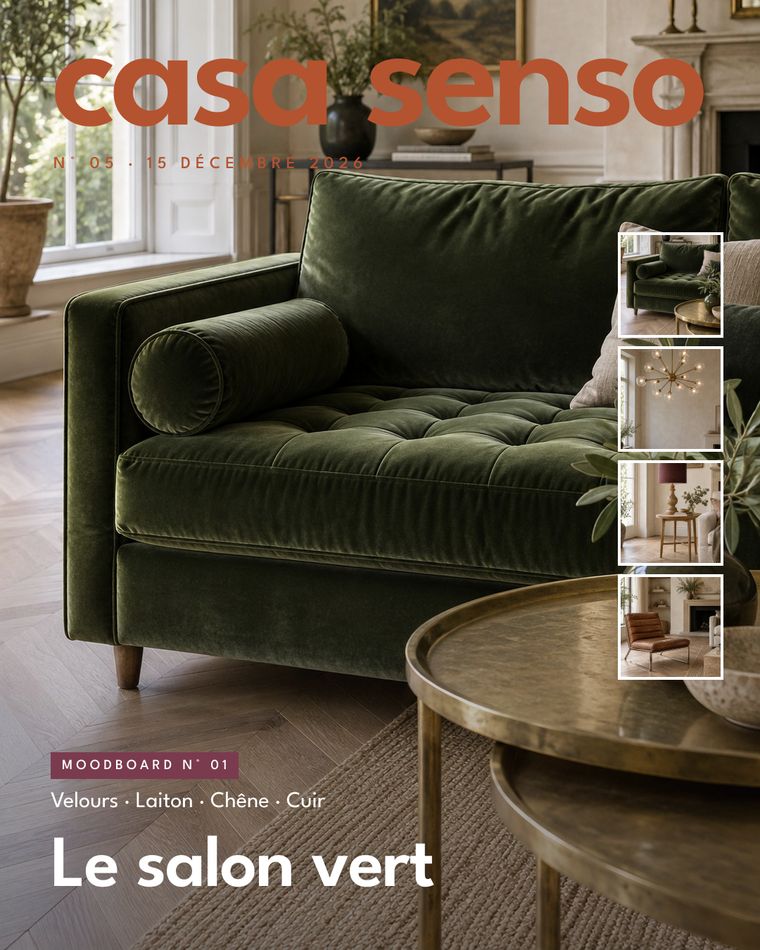 casa senso
N° 05 · 15 DÉCEMBRE 2026
MOODBOARD N° 01
Velours · Laiton · Chêne · Cuir
Le salon vert